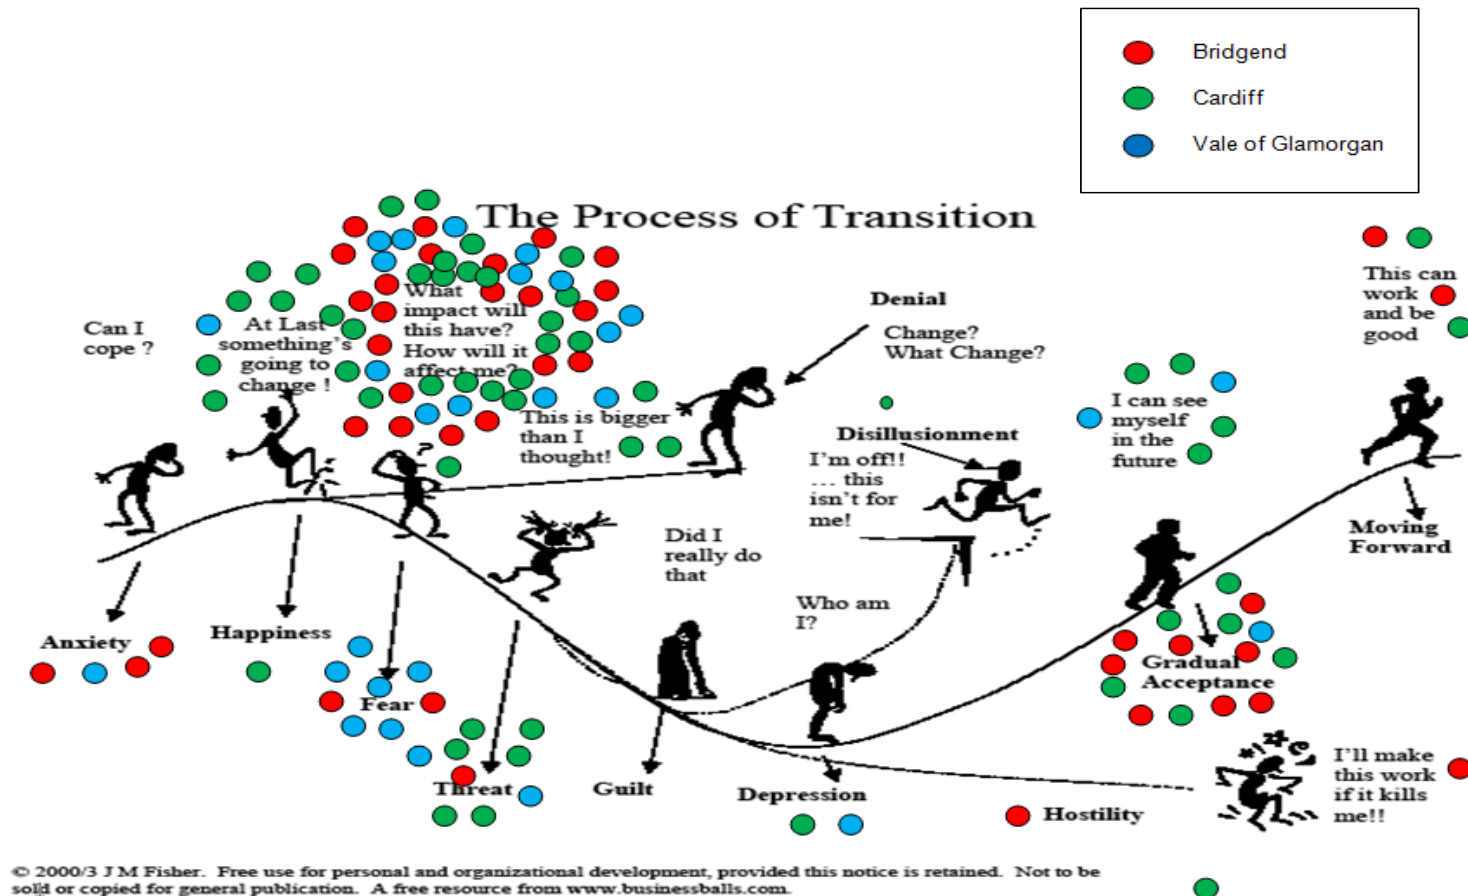 Bridgend
Cardiff
Vale of Glamorgan
The Process of Transition
Can I
cope ?
At Last
something's
going to
change !
What
impact will
this have?
How will it
affect me?
This is bigger
than I
thought!
Denial
Change?
What Change?
Disillusionment
I'm off!!
... this
isn't for
me!
I can see
myself
in the
future
This can
work
and be
good
Moving
Forward
Did I
really do
that
Who am
I?
Anxiety
Happiness
Fear
Threat
Guilt
Depression
Hostility
Gradual
Acceptance
I'll make
this work
if it kills
me!!
© 2000/3 J M Fisher. Free use for personal and organizational development, provided this notice is retained. Not to be
sold or copied for general publication. A free resource from www.businessballs.com.